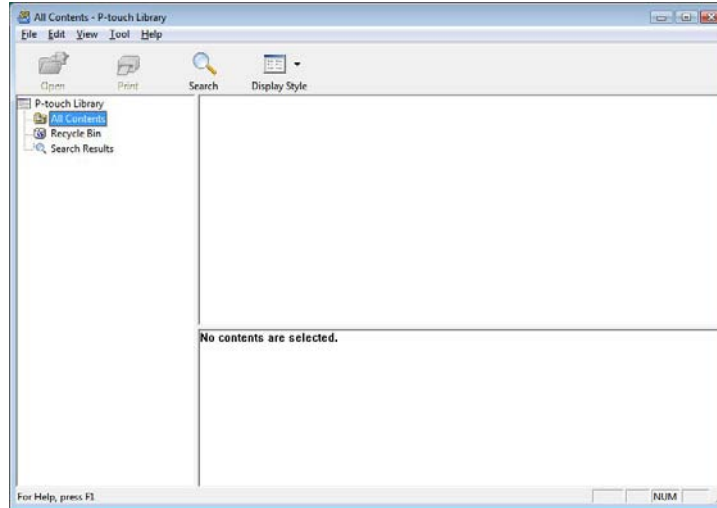 All Contents - P-touch Library
File Edit View Tool Help
Open Print Search Display Style
P-touch Library
All Contents
Recycle Bin
Search Results
No contents are selected.
For Help, press F1 NUM